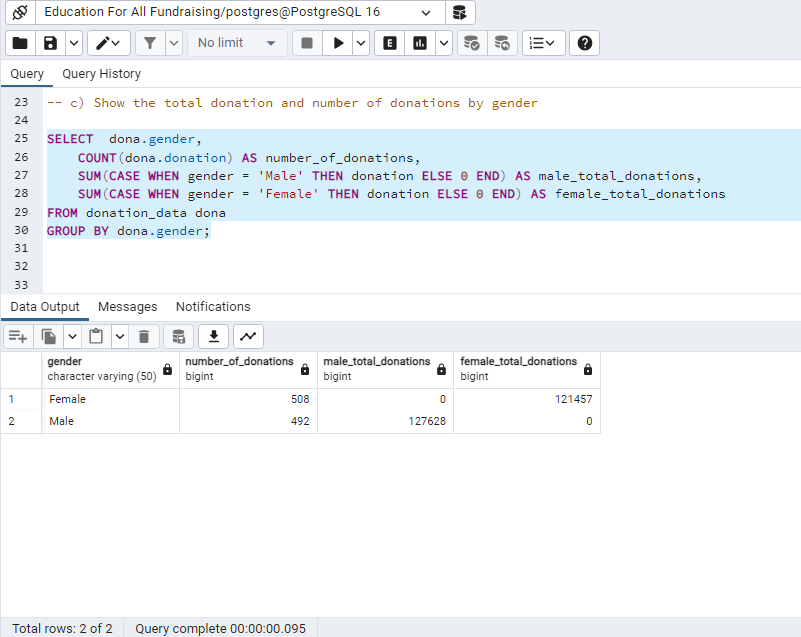 Education For All Fundraising/postgres@PostgreSQL 16
No limit
E
Query Query History
23 -- c) Show the total donation and number of donations by gender
24
25 SELECT dona.gender,
26 COUNT(dona.donation) AS number_of_donations,
27 SUM(CASE WHEN gender = 'Male' THEN donation ELSE 0 END) AS male_total_donations,
28 SUM(CASE WHEN gender = 'Female' THEN donation ELSE 0 END) AS female_total_donations
29 FROM donation_data dona
30 GROUP BY dona.gender;
31
32
33
Data Output Messages Notifications
gender number_of_donations male_total_donations female_total_donations
character varying (50) bigint bigint bigint
1 Female 508 0 121457
2 Male 492 127628 0
Total rows: 2 of 2 Query complete 00:00:00.095